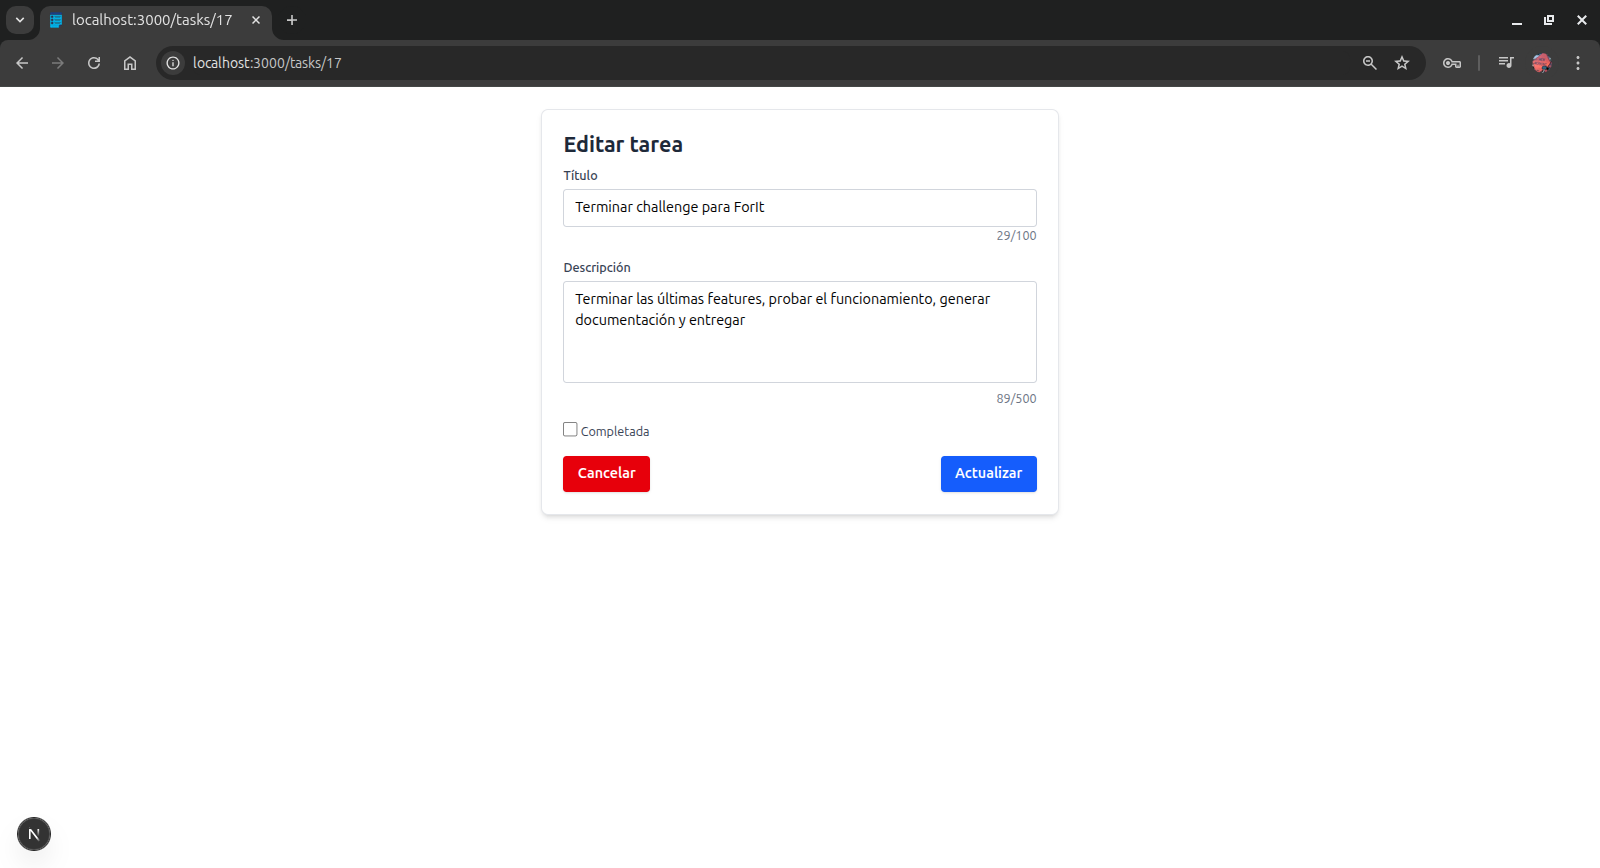 localhost:3000/tasks/17
localhost:3000/tasks/17
Editar tarea
Título
Terminar challenge para ForIt
29/100
Descripción
Terminar las últimas features, probar el funcionamiento, generar
documentación y entregar
89/500
Completada
Cancelar
Actualizar
N